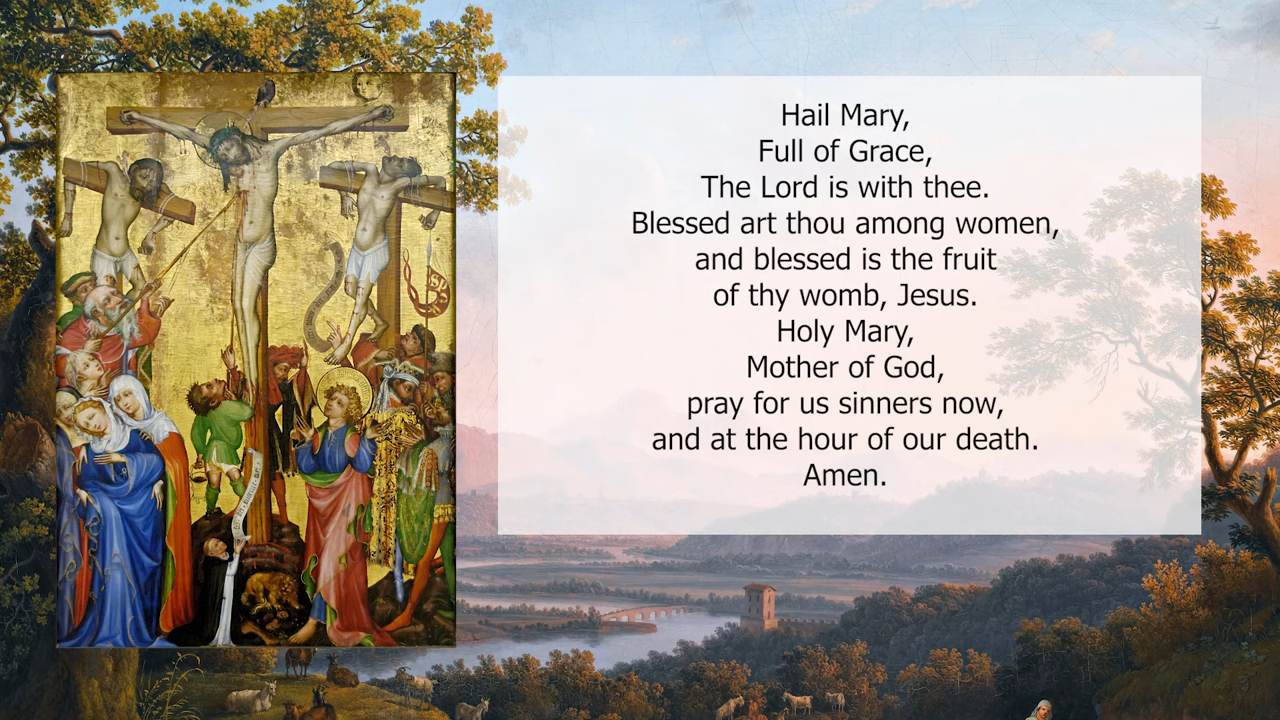 Hail Mary,
Full of Grace,
The Lord is with thee.
Blessed art thou among women,
and blessed is the fruit
of thy womb, Jesus.
Holy Mary,
Mother of God,
pray for us sinners now,
and at the hour of our death.
Amen.